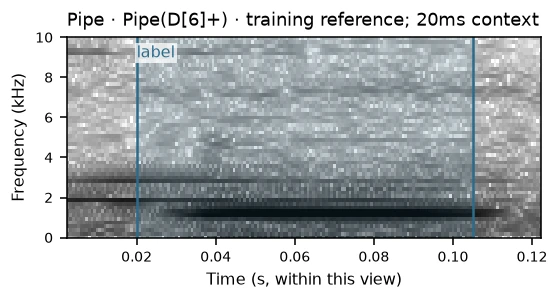 Pipe · Pipe(D[6]+) · training reference; 20ms context
label
Frequency (kHz)
10
8
6
4
2
0
0.02 0.04 0.06 0.08 0.10 0.12
Time (s, within this view)